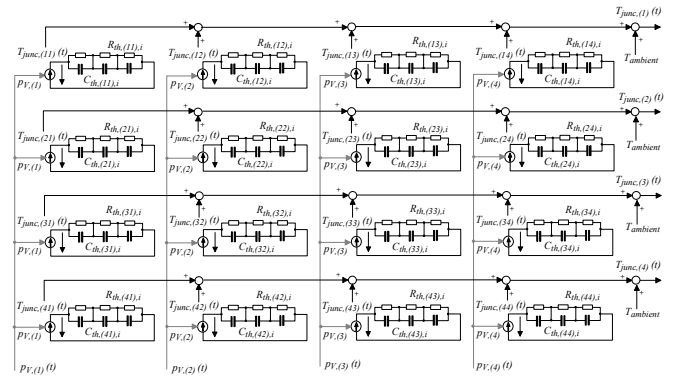 T_junc,(1) (t)
T_junc,(11) (t) R_th,(11),i T_junc,(12) (t) R_th,(12),i T_junc,(13) (t) R_th,(13),i T_junc,(14) (t) R_th,(14),i T_ambient
p_V,(1) C_th,(11),i p_V,(2) C_th,(12),i p_V,(3) C_th,(13),i p_V,(4) C_th,(14),i
T_junc,(2) (t)
T_junc,(21) (t) R_th,(21),i T_junc,(22) (t) R_th,(22),i T_junc,(23) (t) R_th,(23),i T_junc,(24) (t) R_th,(24),i T_ambient
p_V,(1) C_th,(21),i p_V,(2) C_th,(22),i p_V,(3) C_th,(23),i p_V,(4) C_th,(24),i
T_junc,(3) (t)
T_junc,(31) (t) R_th,(31),i T_junc,(32) (t) R_th,(32),i T_junc,(33) (t) R_th,(33),i T_junc,(34) (t) R_th,(34),i T_ambient
p_V,(1) C_th,(31),i p_V,(2) C_th,(32),i p_V,(3) C_th,(33),i p_V,(4) C_th,(34),i
T_junc,(4) (t)
T_junc,(41) (t) R_th,(41),i T_junc,(42) (t) R_th,(42),i T_junc,(43) (t) R_th,(43),i T_junc,(44) (t) R_th,(44),i T_ambient
p_V,(1) C_th,(41),i p_V,(2) C_th,(42),i p_V,(3) C_th,(43),i p_V,(4) C_th,(44),i
p_V,(1) (t) p_V,(2) (t) p_V,(3) (t) p_V,(4) (t)